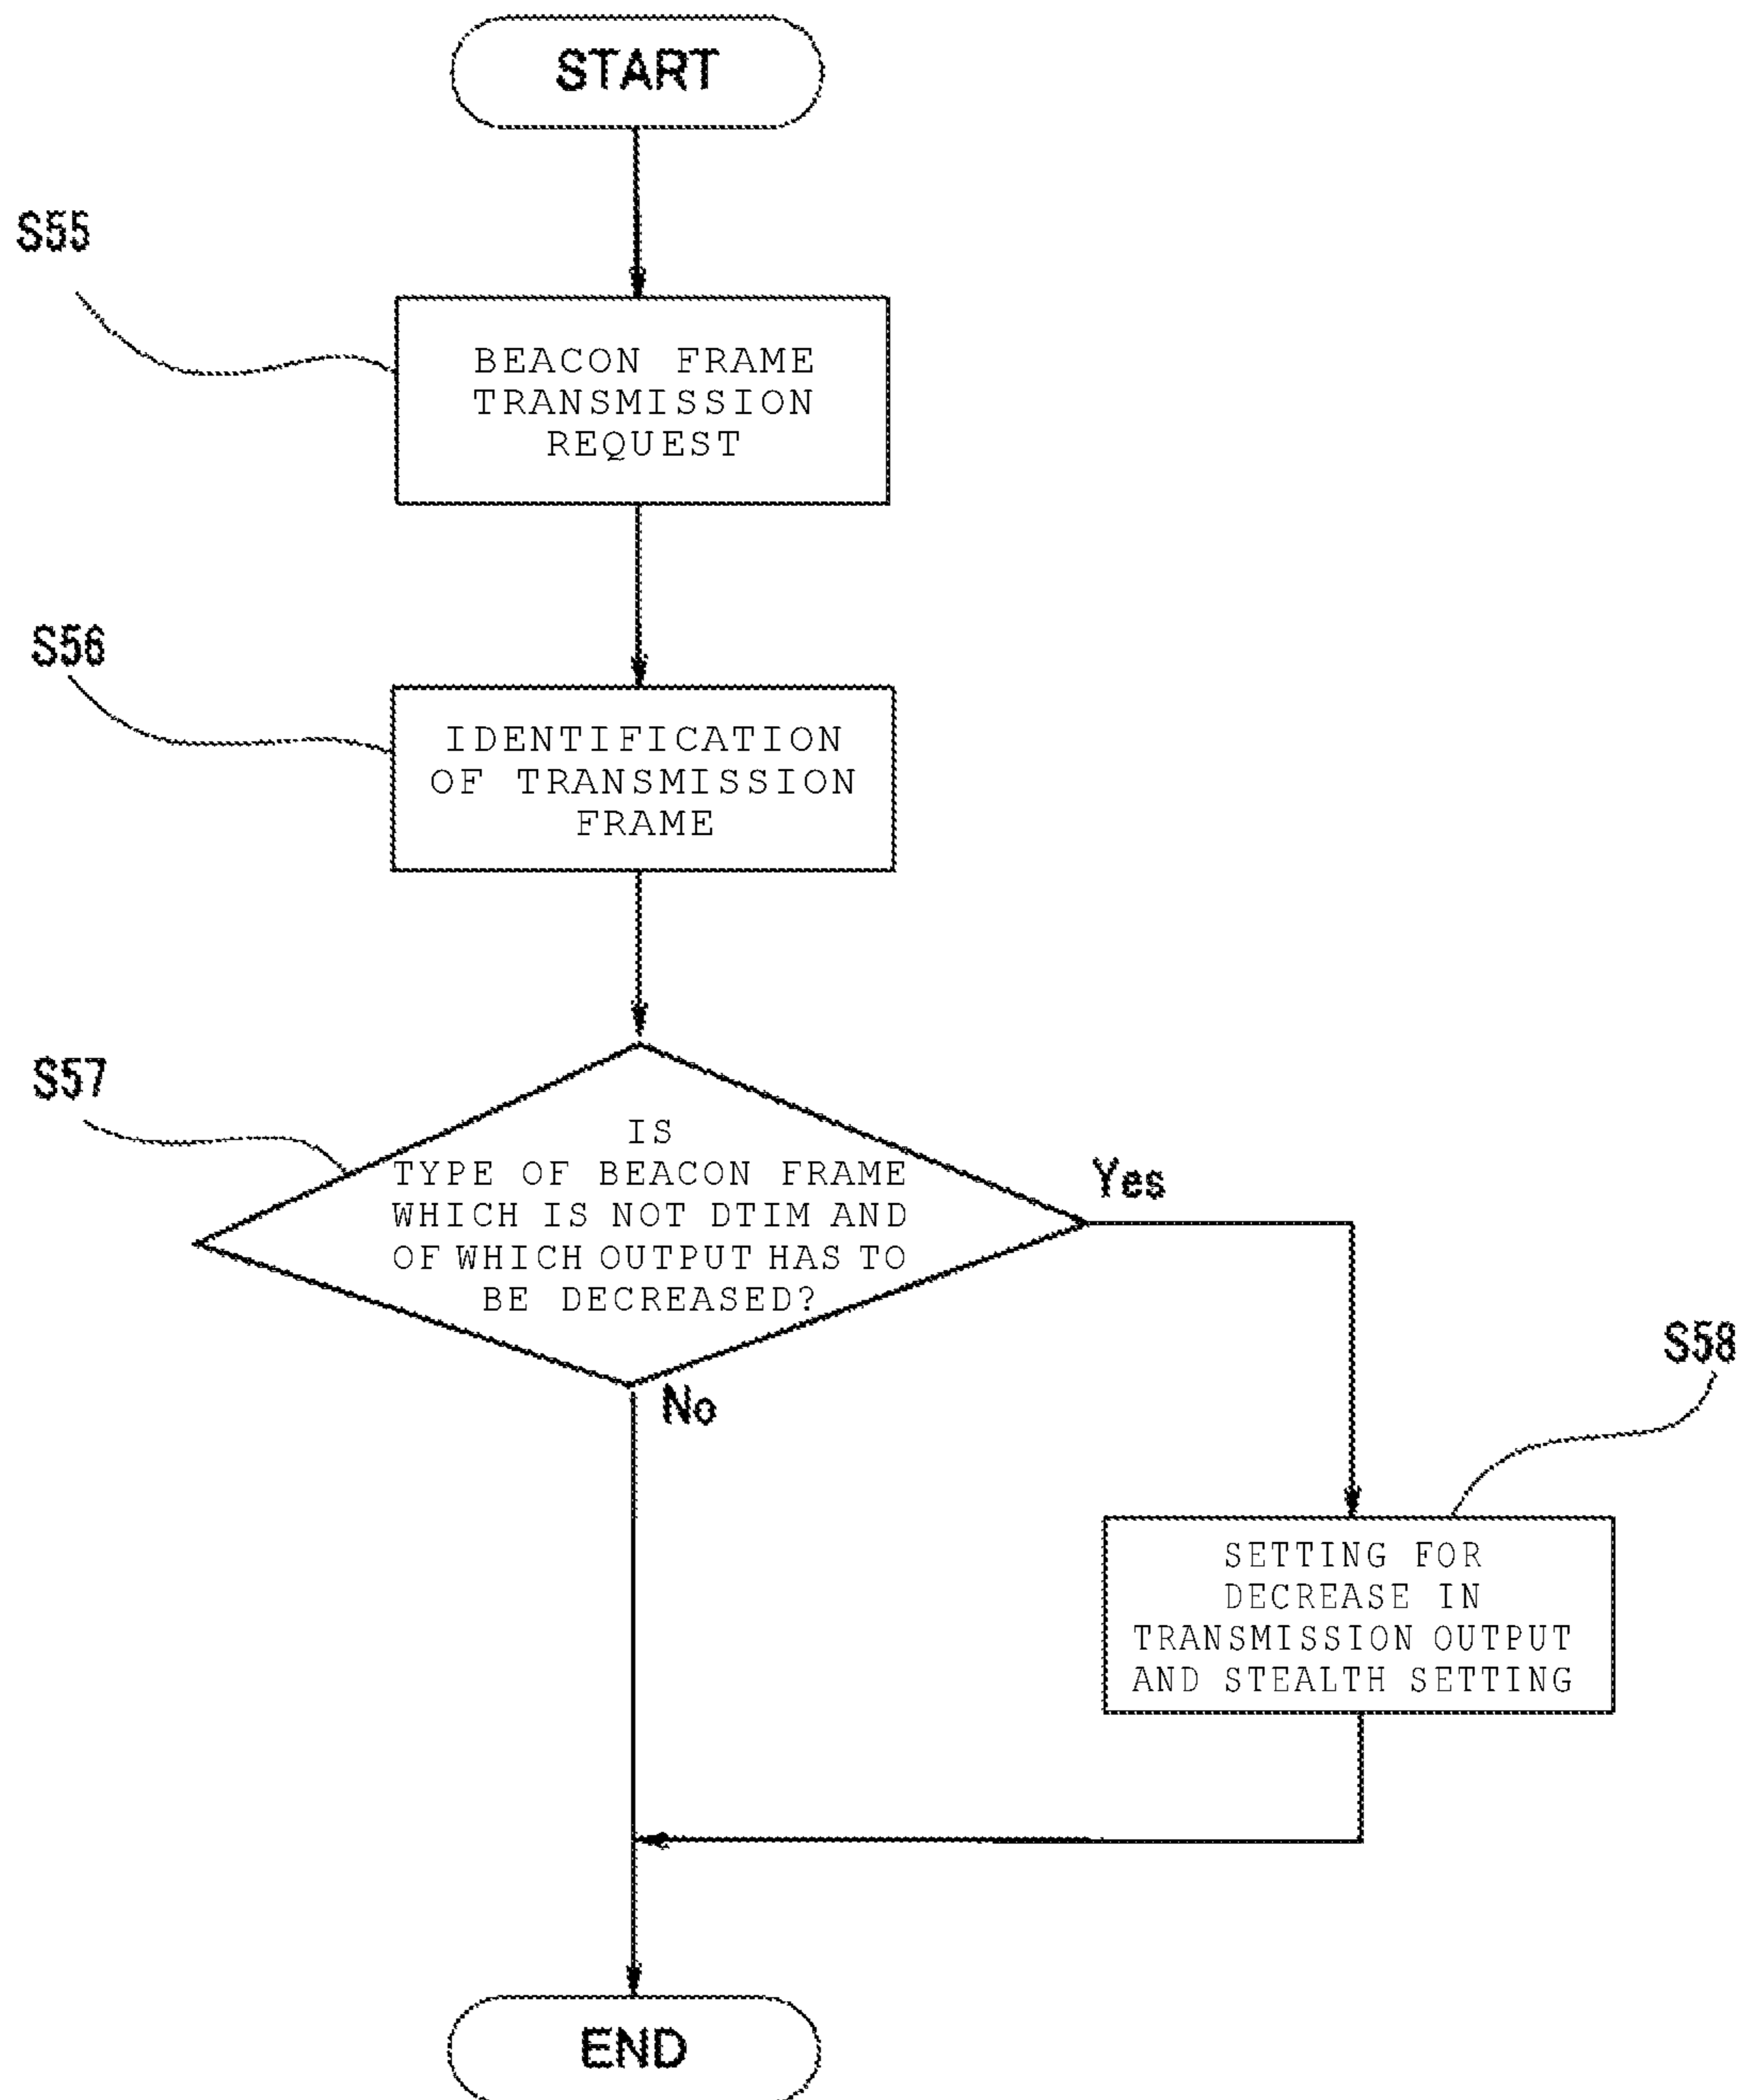 START
S55
BEACON FRAME
TRANSMISSION
REQUEST
S56
IDENTIFICATION
OF TRANSMISSION
FRAME
S57
IS
TYPE OF BEACON FRAME
WHICH IS NOT DTIM AND
OF WHICH OUTPUT HAS TO
BE DECREASED?
Yes
No
S58
SETTING FOR
DECREASE IN
TRANSMISSION OUTPUT
AND STEALTH SETTING
END